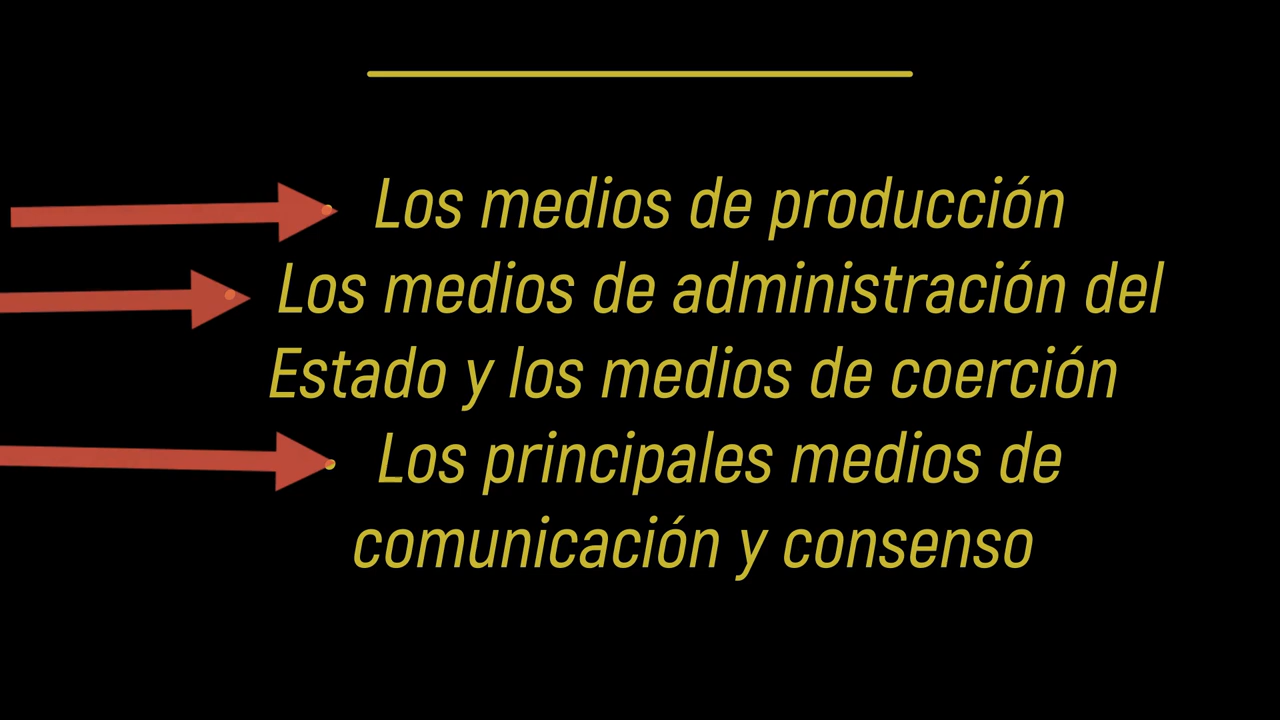 Los medios de producción
Los medios de administración del
Estado y los medios de coerción
Los principales medios de
comunicación y consenso